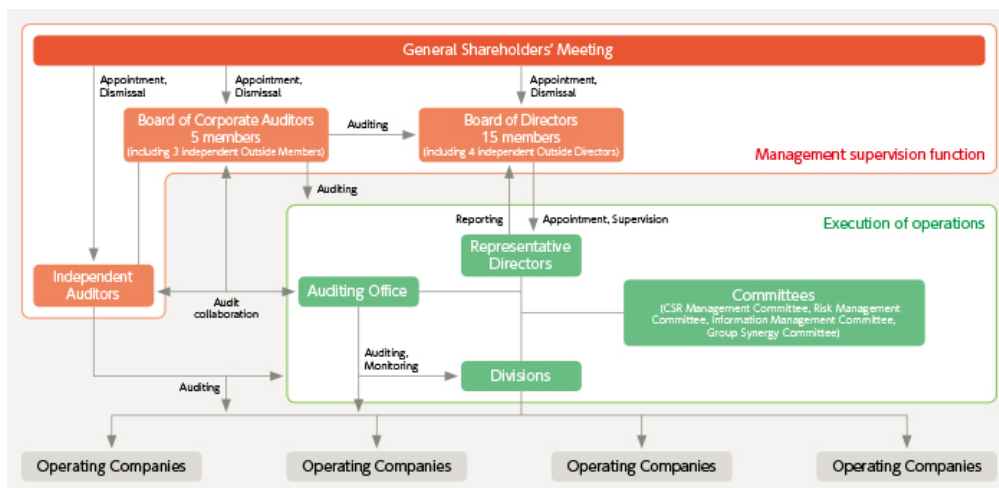 General Shareholders' Meeting
Appointment,
Dismissal
Appointment,
Dismissal
Appointment,
Dismissal
Board of Corporate Auditors
5 members
(including 3 independent Outside Members)
Auditing
Board of Directors
15 members
(including 4 independent Outside Directors)
Management supervision function
Auditing
Reporting
Appointment, Supervision
Execution of operations
Representative
Directors
Independent
Auditors
Audit
collaboration
Auditing Office
Committees
(CSR Management Committee, Risk Management
Committee, Information Management Committee,
Group Synergy Committee)
Auditing,
Monitoring
Divisions
Auditing
Operating Companies
Operating Companies
Operating Companies
Operating Companies